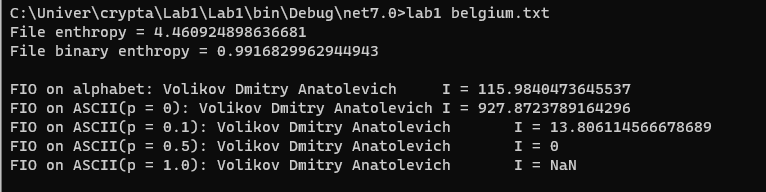 C:\Univer\crypta\Lab1\Lab1\bin\Debug\net7.0>lab1 belgium.txt
File enthropy = 4.460924898636681
File binary enthropy = 0.9916829962944943
FIO on alphabet: Volikov Dmitry Anatolevich I = 115.9840473645537
FIO on ASCII(p = 0): Volikov Dmitry Anatolevich I = 927.8723789164296
FIO on ASCII(p = 0.1): Volikov Dmitry Anatolevich I = 13.806114566678689
FIO on ASCII(p = 0.5): Volikov Dmitry Anatolevich I = 0
FIO on ASCII(p = 1.0): Volikov Dmitry Anatolevich I = NaN